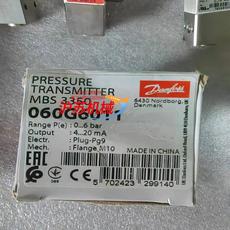 PRESSURE
TRANSMITTER
MBS 3350
060G6011
Danfoss
6430 Nordborg,
Denmark
Range P(e) : 0...6 bar
Output : 4...20 mA
Electr. : Plug-Pg9
Mech. : Flange M10
MADE IN CHINA
EAC
5 702423 299140